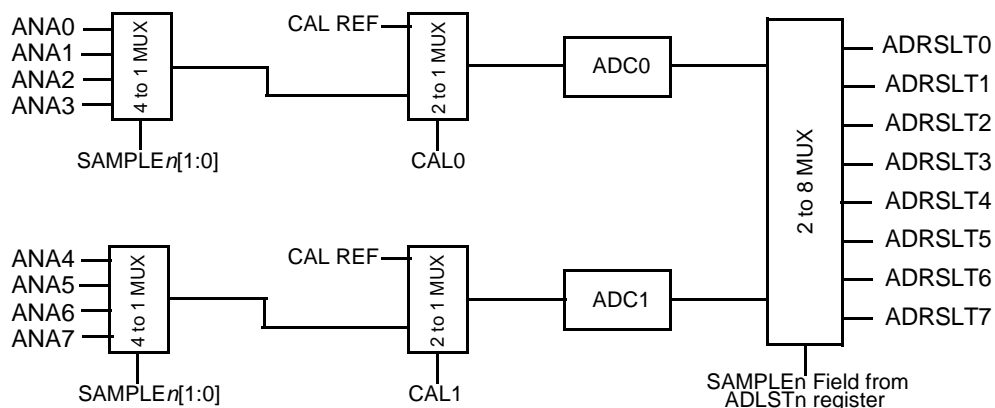 ANA0
ANA1
ANA2
ANA3
4 to 1 MUX
SAMPLEn[1:0]
CAL REF
2 to 1 MUX
CAL0
ADC0
ANA4
ANA5
ANA6
ANA7
4 to 1 MUX
SAMPLEn[1:0]
CAL REF
2 to 1 MUX
CAL1
ADC1
2 to 8 MUX
ADRSLT0
ADRSLT1
ADRSLT2
ADRSLT3
ADRSLT4
ADRSLT5
ADRSLT6
ADRSLT7
SAMPLEn Field from
ADLSTn register